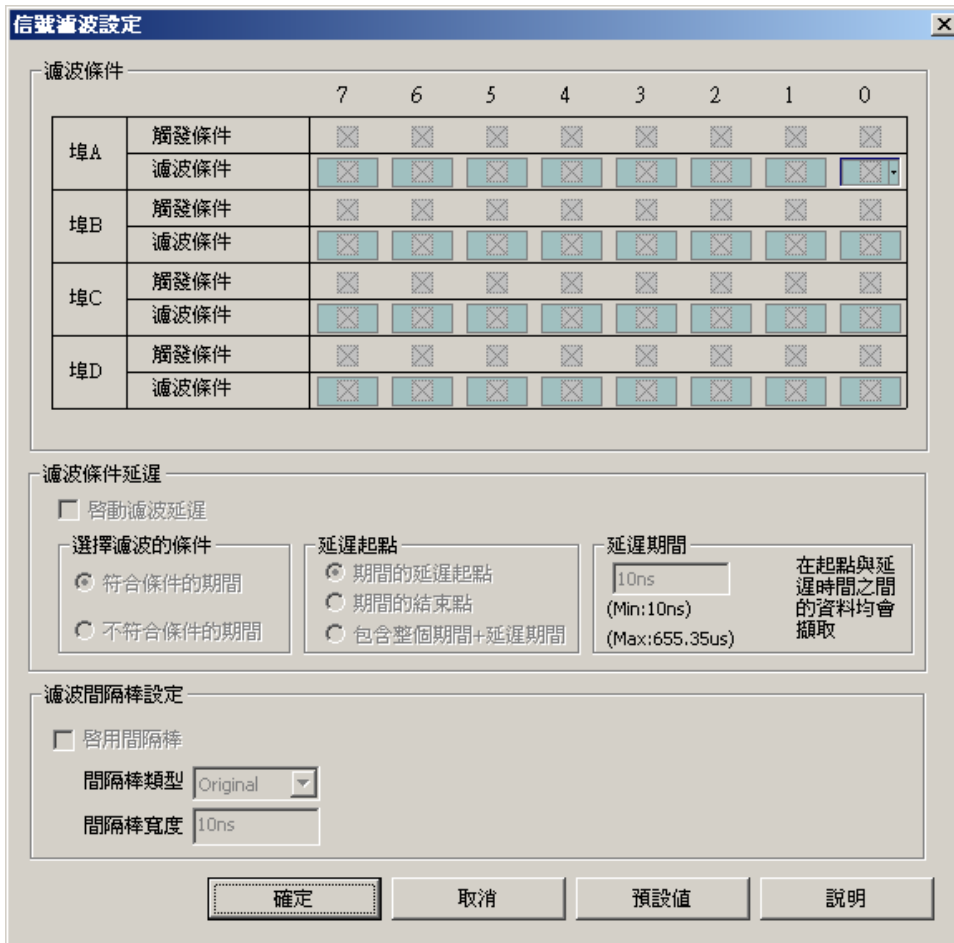 信號濾波設定
濾波條件
7 6 5 4 3 2 1 0
埠A
觸發條件
濾波條件
埠B
觸發條件
濾波條件
埠C
觸發條件
濾波條件
埠D
觸發條件
濾波條件
濾波條件延遲
啓動濾波延遲
選擇濾波的條件
符合條件的期間
不符合條件的期間
延遲起點
期間的延遲起點
期間的結束點
包含整個期間+延遲期間
延遲期間
10ns
(Min:10ns)
(Max:655.35us)
在起點與延
遲時間之間
的資料均會
擷取
濾波間隔棒設定
啓用間隔棒
間隔棒類型 Original
間隔棒寬度 10ns
確定 取消 預設值 說明